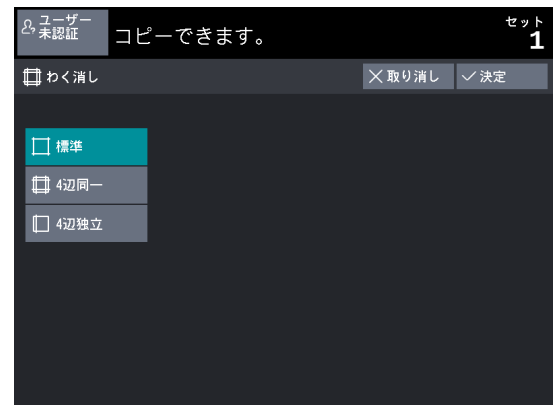 ユーザー
未認証
コピーできます。
セット
1
わく消し
取り消し
決定
標準
4辺同一
4辺独立